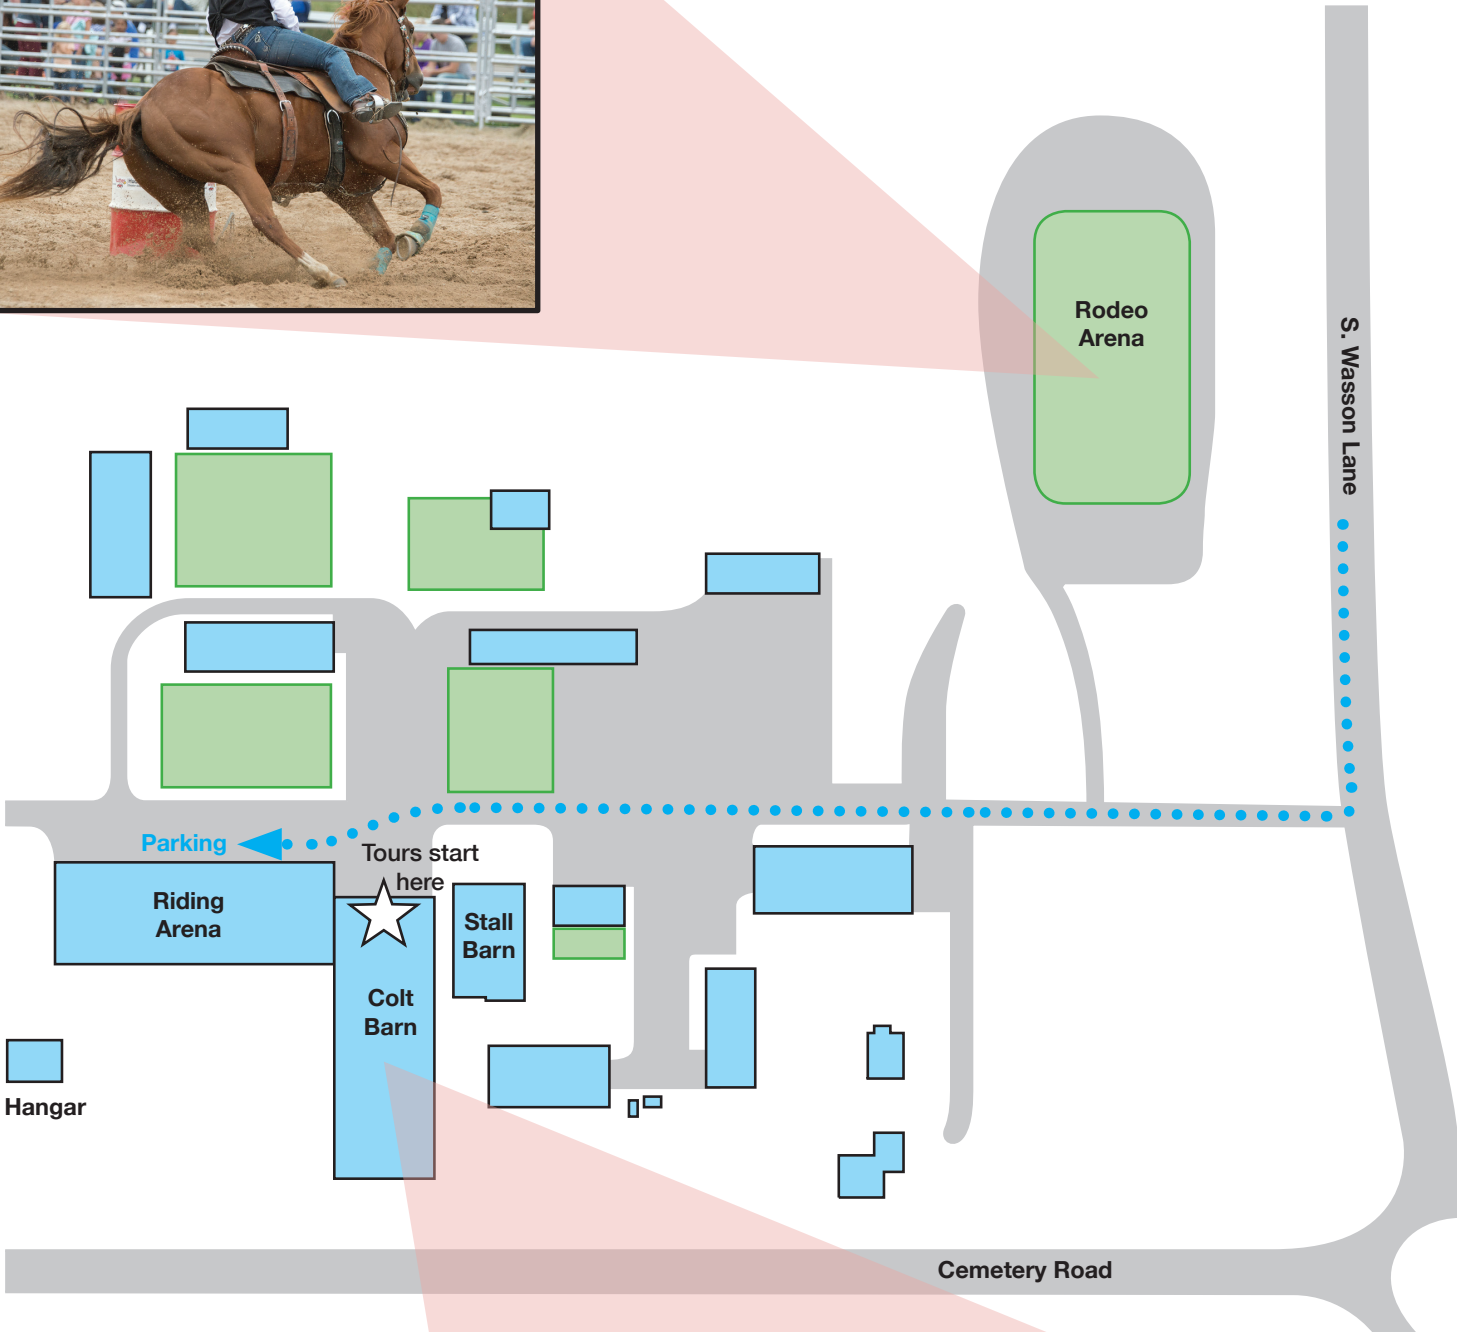 Rodeo
Arena
S. Wasson Lane
Parking
Tours start
here
Riding
Arena
Stall
Barn
Colt
Barn
Hangar
Cemetery Road